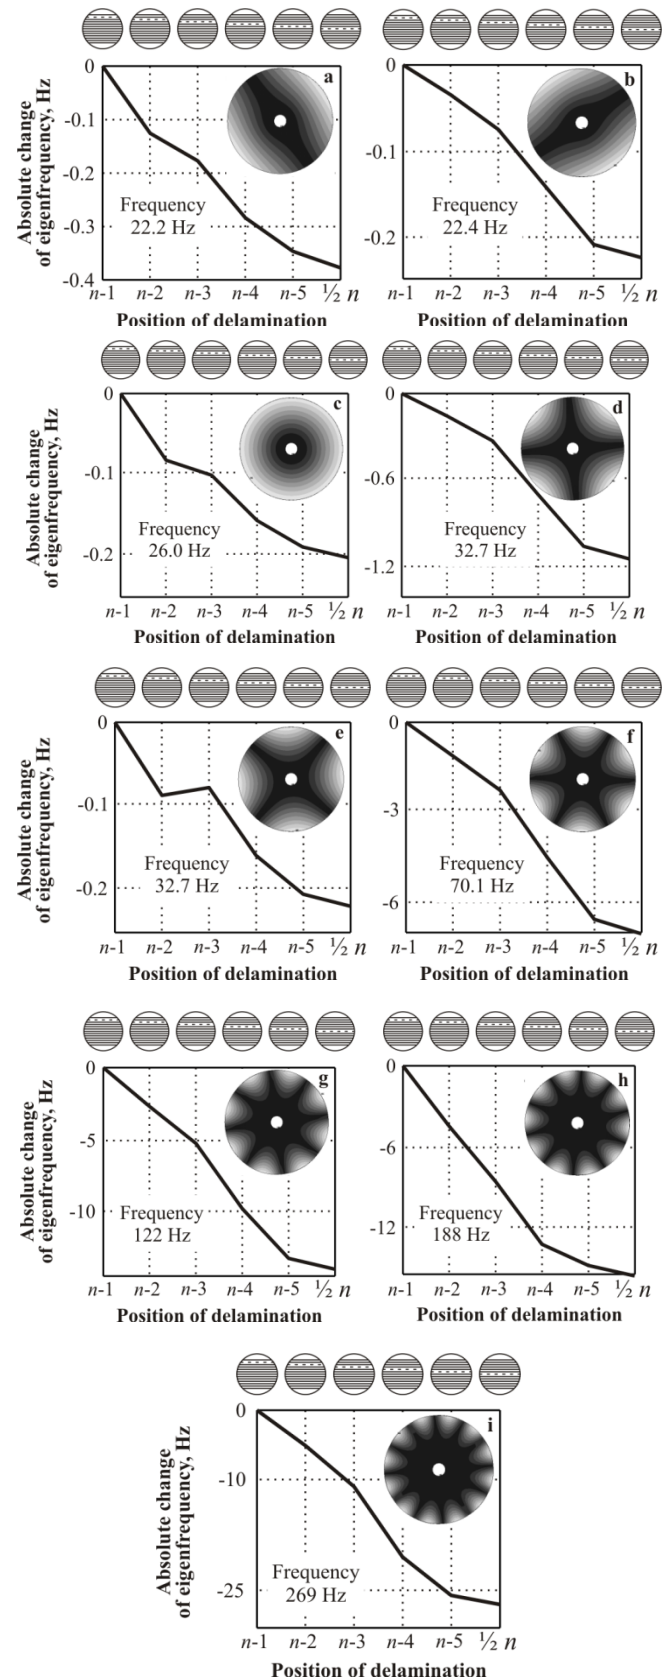 a
Absolute change
of eigenfrequency, Hz
0
-0.1
-0.2
-0.3
-0.4
Frequency
22.2 Hz
n-1 n-2 n-3 n-4 n-5 ½ n
Position of delamination
b
0
-0.1
-0.2
Frequency
22.4 Hz
n-1 n-2 n-3 n-4 n-5 ½ n
Position of delamination
c
Absolute change
of eigenfrequency, Hz
0
-0.1
-0.2
Frequency
26.0 Hz
n-1 n-2 n-3 n-4 n-5 ½ n
Position of delamination
d
0
-0.6
-1.2
Frequency
32.7 Hz
n-1 n-2 n-3 n-4 n-5 ½ n
Position of delamination
e
Absolute change
of eigenfrequency, Hz
0
-0.1
-0.2
Frequency
32.7 Hz
n-1 n-2 n-3 n-4 n-5 ½ n
Position of delamination
f
0
-3
-6
Frequency
70.1 Hz
n-1 n-2 n-3 n-4 n-5 ½ n
Position of delamination
g
Absolute change
of eigenfrequency, Hz
0
-5
-10
Frequency
122 Hz
n-1 n-2 n-3 n-4 n-5 ½ n
Position of delamination
h
0
-6
-12
Frequency
188 Hz
n-1 n-2 n-3 n-4 n-5 ½ n
Position of delamination
i
Absolute change
of eigenfrequency, Hz
0
-10
-25
Frequency
269 Hz
n-1 n-2 n-3 n-4 n-5 ½ n
Position of delamination